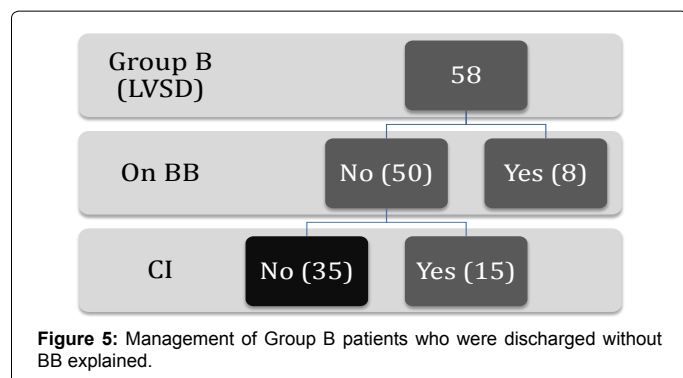 Group B
(LVSD)
58
On BB
No (50)
Yes (8)
CI
No (35)
Yes (15)
Figure 5: Management of Group B patients who were discharged without
BB explained.